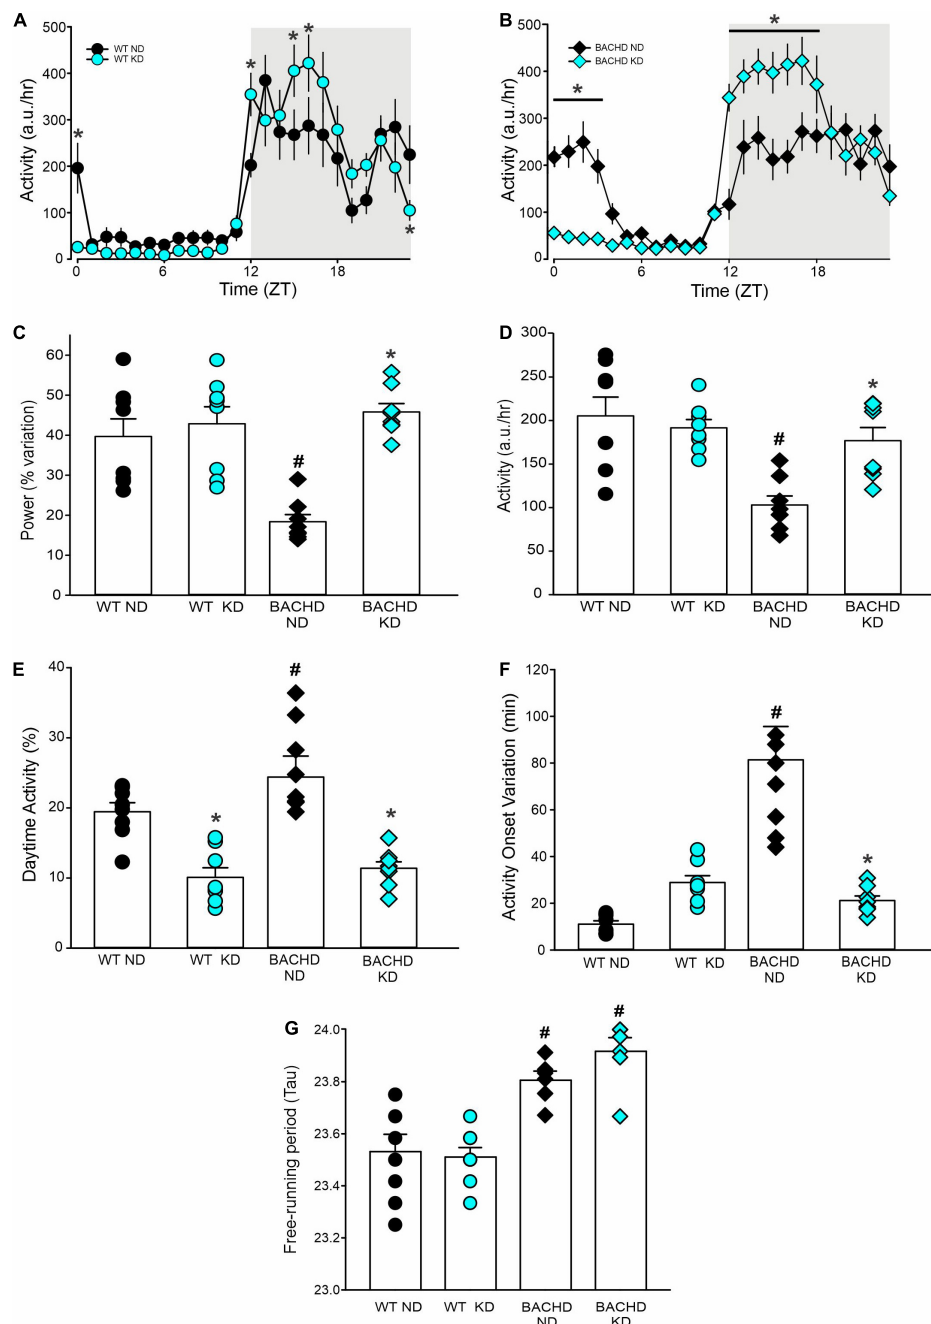 A
500
400
300
200
100
0
Activity (a.u./hr)
WT ND
WT KD
*
*
*
*
*
0
6
12
18
Time (ZT)
B
500
400
300
200
100
0
Activity (a.u./hr)
BACHD ND
BACHD KD
*
*
0
6
12
18
Time (ZT)
C
60
50
40
30
20
10
0
Power (% variation)
#
*
WT ND
WT KD
BACHD
ND
BACHD
KD
D
300
250
200
150
100
50
0
Activity (a.u./hr)
#
*
WT ND
WT KD
BACHD
ND
BACHD
KD
E
40
30
20
10
0
Daytime Activity (%)
*
#
*
WT ND
WT KD
BACHD
ND
BACHD
KD
F
120
100
80
60
40
20
0
Activity Onset Variation (min)
#
*
WT ND
WT KD
BACHD
ND
BACHD
KD
G
24.0
23.8
23.6
23.4
23.2
23.0
Free-running period (Tau)
#
#
WT ND
WT KD
BACHD
ND
BACHD
KD